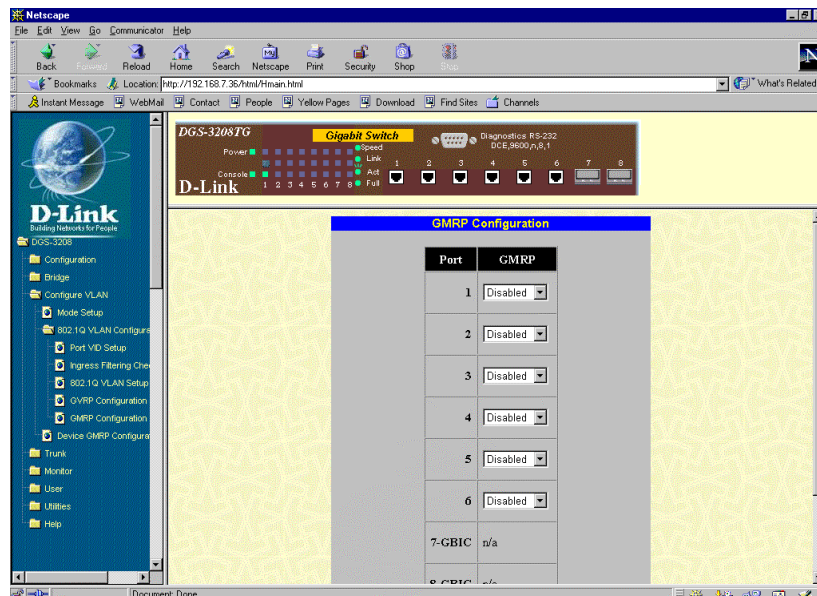 Netscape
File Edit View Go Communicator Help
Back Forward Reload Home Search Netscape Print Security Shop Stop
Bookmarks Location: http://192.168.7.36/html/Hmain.html What's Related
Instant Message WebMail Contact People Yellow Pages Download Find Sites Channels
D-Link
Building Networks for People
DGS-3208
Configuration
Bridge
Configure VLAN
Mode Setup
802.1Q VLAN Configure
Port VID Setup
Ingress Filtering Che
802.1Q VLAN Setup
GVRP Configuration
GMRP Configuration
Device GMRP Configurat
Trunk
Monitor
User
Utilities
Help
DGS-3208TG
Gigabit Switch
Diagnostics RS-232
DCE,9600,n,8,1
Power
Speed
Link
Console
Act
Full
D-Link
1 2 3 4 5 6 7 8
1 2 3 4 5 6 7 8
GMRP Configuration
Port GMRP
1 Disabled
2 Disabled
3 Disabled
4 Disabled
5 Disabled
6 Disabled
7-GBIC n/a
8-GBIC n/a
Document: Done